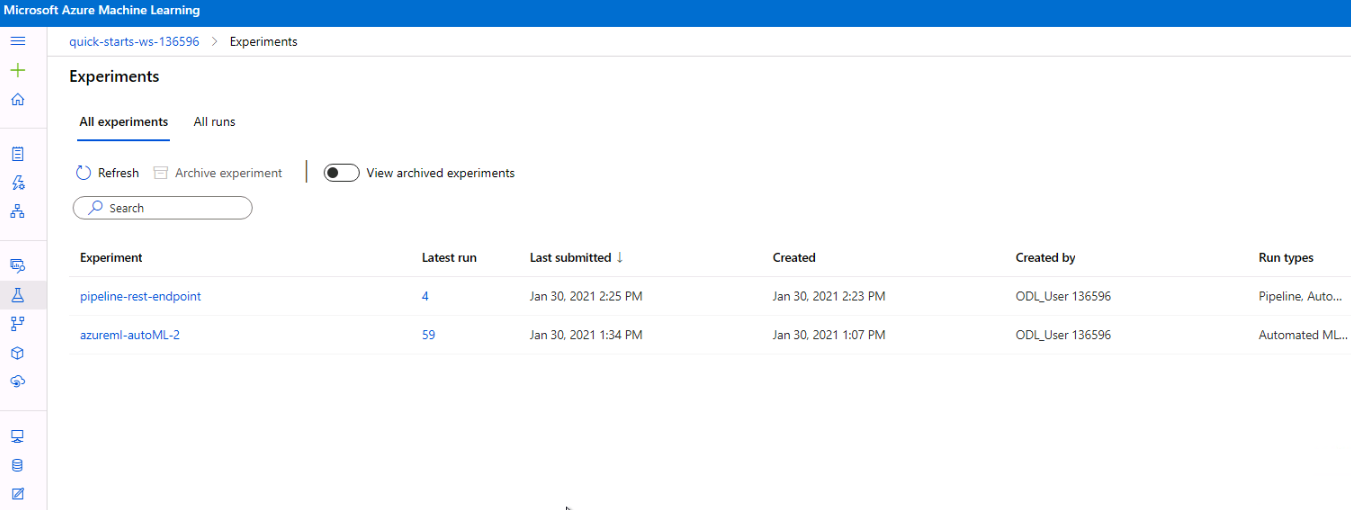 Microsoft Azure Machine Learning
quick-starts-ws-136596 > Experiments
Experiments
All experiments All runs
Refresh Archive experiment View archived experiments
Search
Experiment Latest run Last submitted ↓ Created Created by Run types
pipeline-rest-endpoint 4 Jan 30, 2021 2:25 PM Jan 30, 2021 2:23 PM ODL_User 136596 Pipeline, Auto...
azureml-autoML-2 59 Jan 30, 2021 1:34 PM Jan 30, 2021 1:07 PM ODL_User 136596 Automated ML...